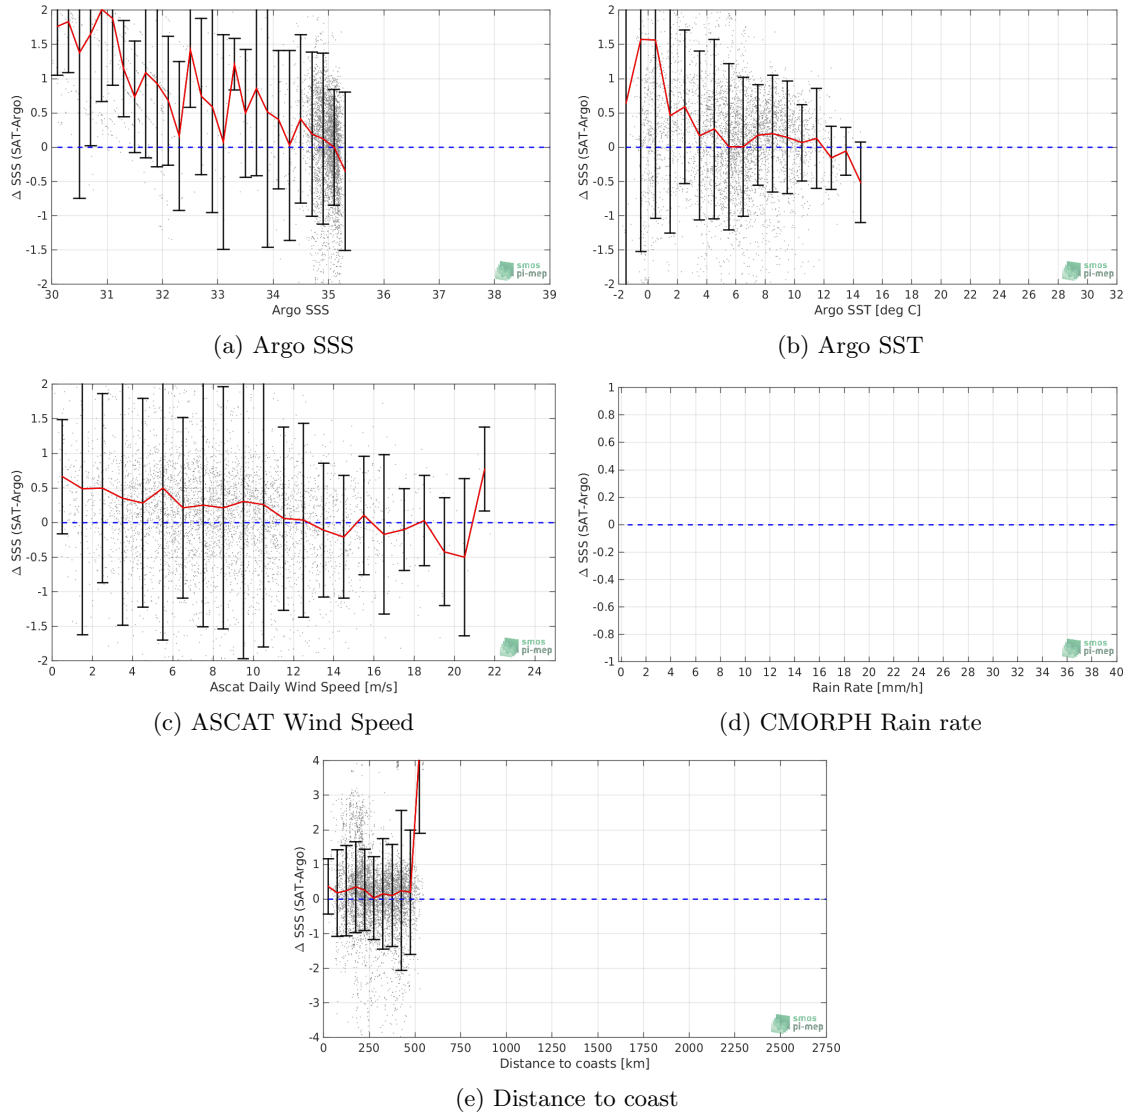 2
1.5
1
0.5
0
-0.5
-1
-1.5
-2
Δ SSS (SAT-Argo)
30 31 32 33 34 35 36 37 38 39
Argo SSS
smos
pi-mep
(a) Argo SSS
2
1.5
1
0.5
0
-0.5
-1
-1.5
-2
Δ SSS (SAT-Argo)
-2 0 2 4 6 8 10 12 14 16 18 20 22 24 26 28 30 32
Argo SST [deg C]
smos
pi-mep
(b) Argo SST
2
1.5
1
0.5
0
-0.5
-1
-1.5
-2
Δ SSS (SAT-Argo)
0 2 4 6 8 10 12 14 16 18 20 22 24
Ascat Daily Wind Speed [m/s]
smos
pi-mep
(c) ASCAT Wind Speed
1
0.8
0.6
0.4
0.2
0
-0.2
-0.4
-0.6
-0.8
-1
Δ SSS (SAT-Argo)
0 2 4 6 8 10 12 14 16 18 20 22 24 26 28 30 32 34 36 38 40
Rain Rate [mm/h]
smos
pi-mep
(d) CMORPH Rain rate
4
3
2
1
0
-1
-2
-3
-4
Δ SSS (SAT-Argo)
0 250 500 750 1000 1250 1500 1750 2000 2250 2500 2750
Distance to coasts [km]
smos
pi-mep
(e) Distance to coast